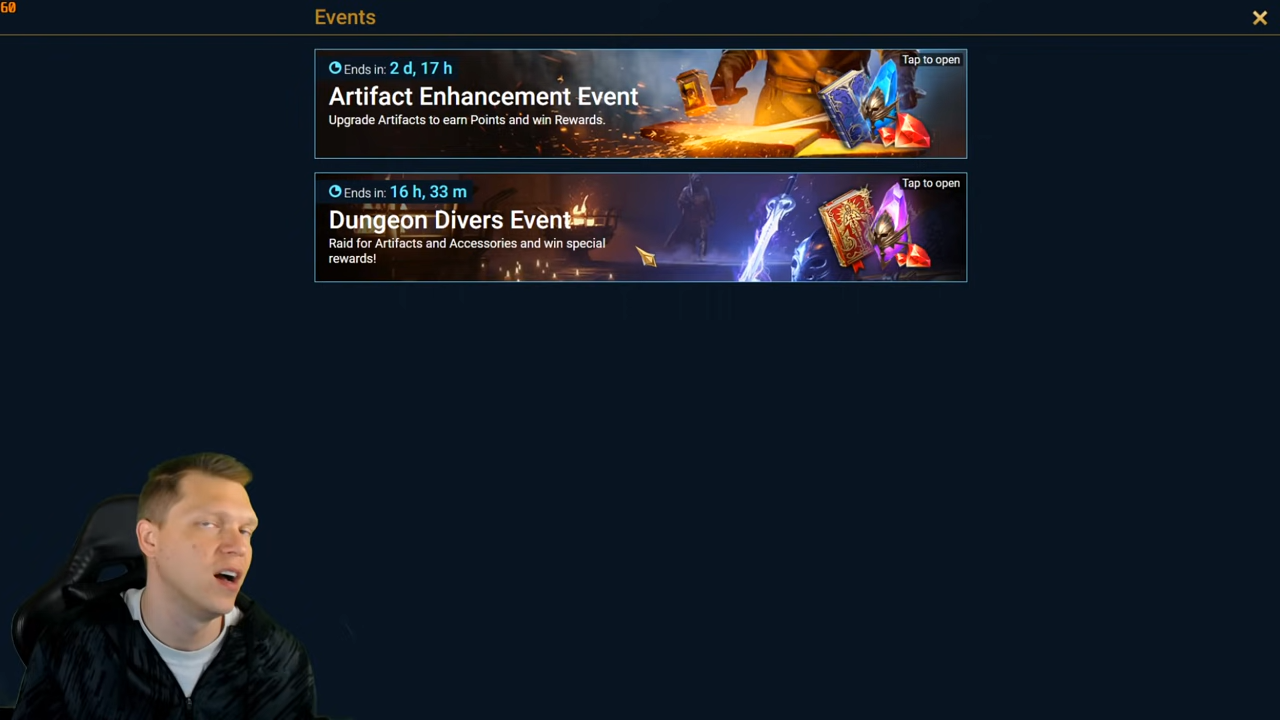 60
Events
Ends in: 2 d, 17 h
Tap to open
Artifact Enhancement Event
Upgrade Artifacts to earn Points and win Rewards.
Ends in: 16 h, 33 m
Tap to open
Dungeon Divers Event
Raid for Artifacts and Accessories and win special
rewards!